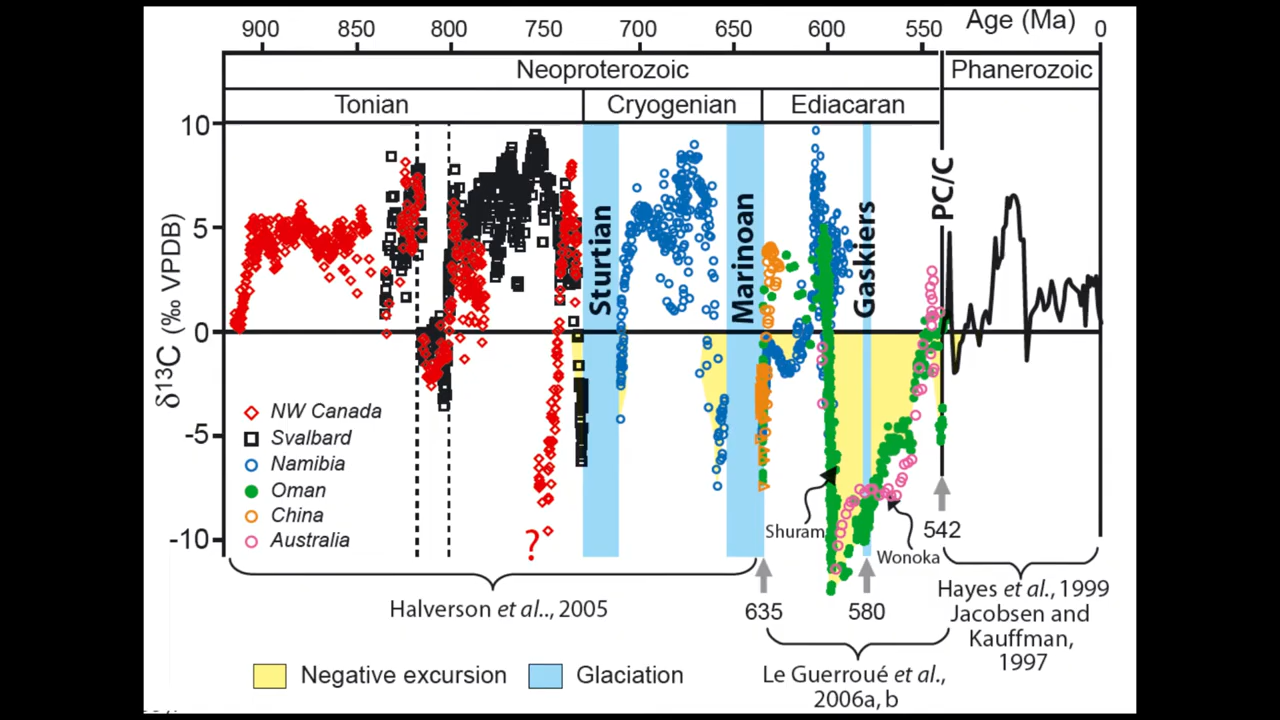 900 850 800 750 700 650 600 550 Age (Ma) 0
Neoproterozoic
Phanerozoic
Tonian
Cryogenian
Ediacaran
10
5
0
-5
-10
δ13C (‰ VPDB)
Sturtian
Marinoan
Gaskiers
PC/C
NW Canada
Svalbard
Namibia
Oman
China
Australia
?
Shuram
Wonoka
542
635
580
Halverson et al.., 2005
Hayes et al., 1999
Jacobsen and
Kauffman,
1997
Le Guerroué et al.,
2006a, b
Negative excursion
Glaciation